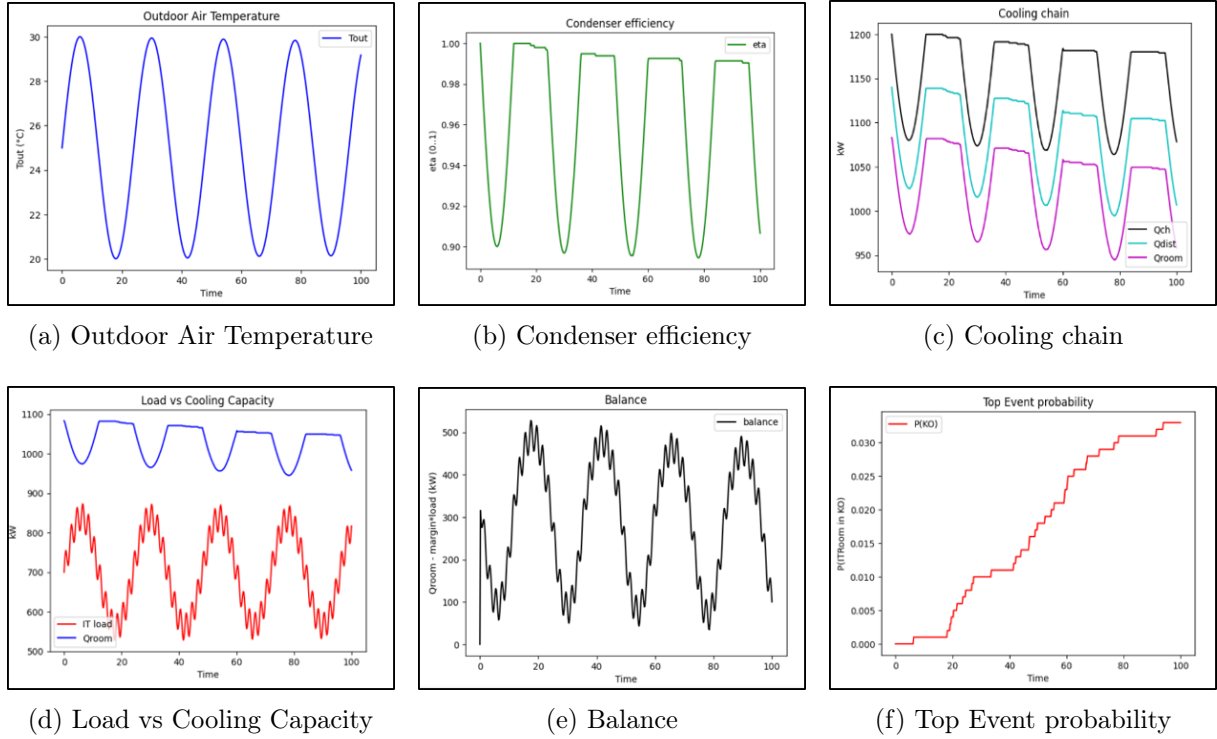 Outdoor Air Temperature
30
28
26
24
22
20
Tout (°C)
0 20 40 60 80 100
Time
Tout
Condenser efficiency
1.00
0.98
0.96
0.94
0.92
0.90
eta (0..1)
0 20 40 60 80 100
Time
eta
Cooling chain
1200
1150
1100
1050
1000
950
kW
0 20 40 60 80 100
Time
Qch
Qdist
Qroom
(a) Outdoor Air Temperature
(b) Condenser efficiency
(c) Cooling chain
Load vs Cooling Capacity
1100
1000
900
800
700
600
500
kW
0 20 40 60 80 100
Time
IT load
Qroom
Balance
500
400
300
200
100
0
Qroom - margin*load (kW)
0 20 40 60 80 100
Time
balance
Top Event probability
0.030
0.025
0.020
0.015
0.010
0.005
0.000
P(ITRoom in KO)
0 20 40 60 80 100
Time
P(KO)
(d) Load vs Cooling Capacity
(e) Balance
(f) Top Event probability